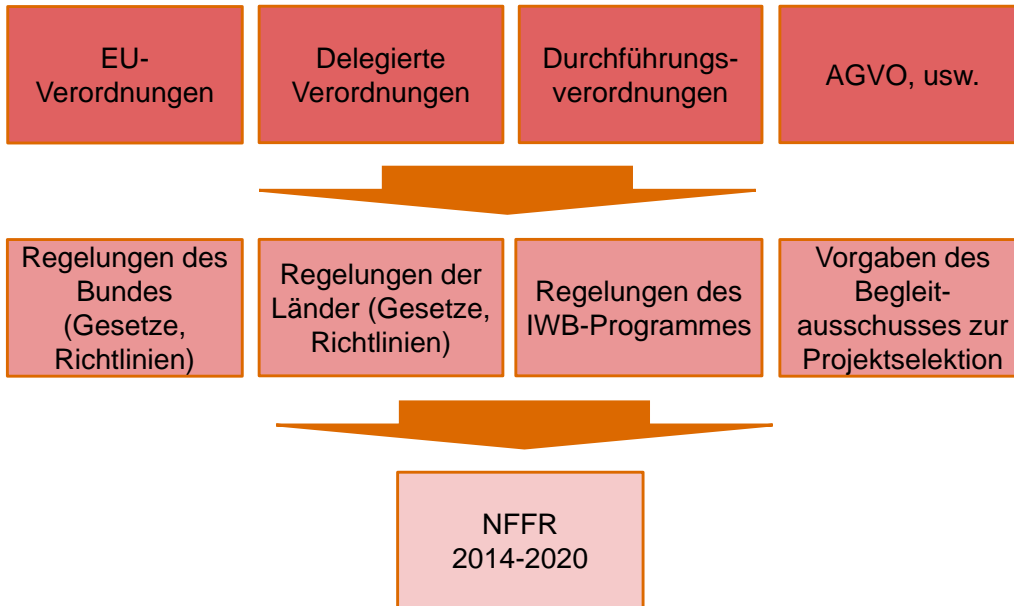 EU-
Verordnungen
Delegierte
Verordnungen
Durchführungs-
verordnungen
AGVO, usw.
Regelungen des
Bundes
(Gesetze,
Richtlinien)
Regelungen der
Länder (Gesetze,
Richtlinien)
Regelungen des
IWB-Programmes
Vorgaben des
Begleit-
ausschusses zur
Projektselektion
NFFR
2014-2020